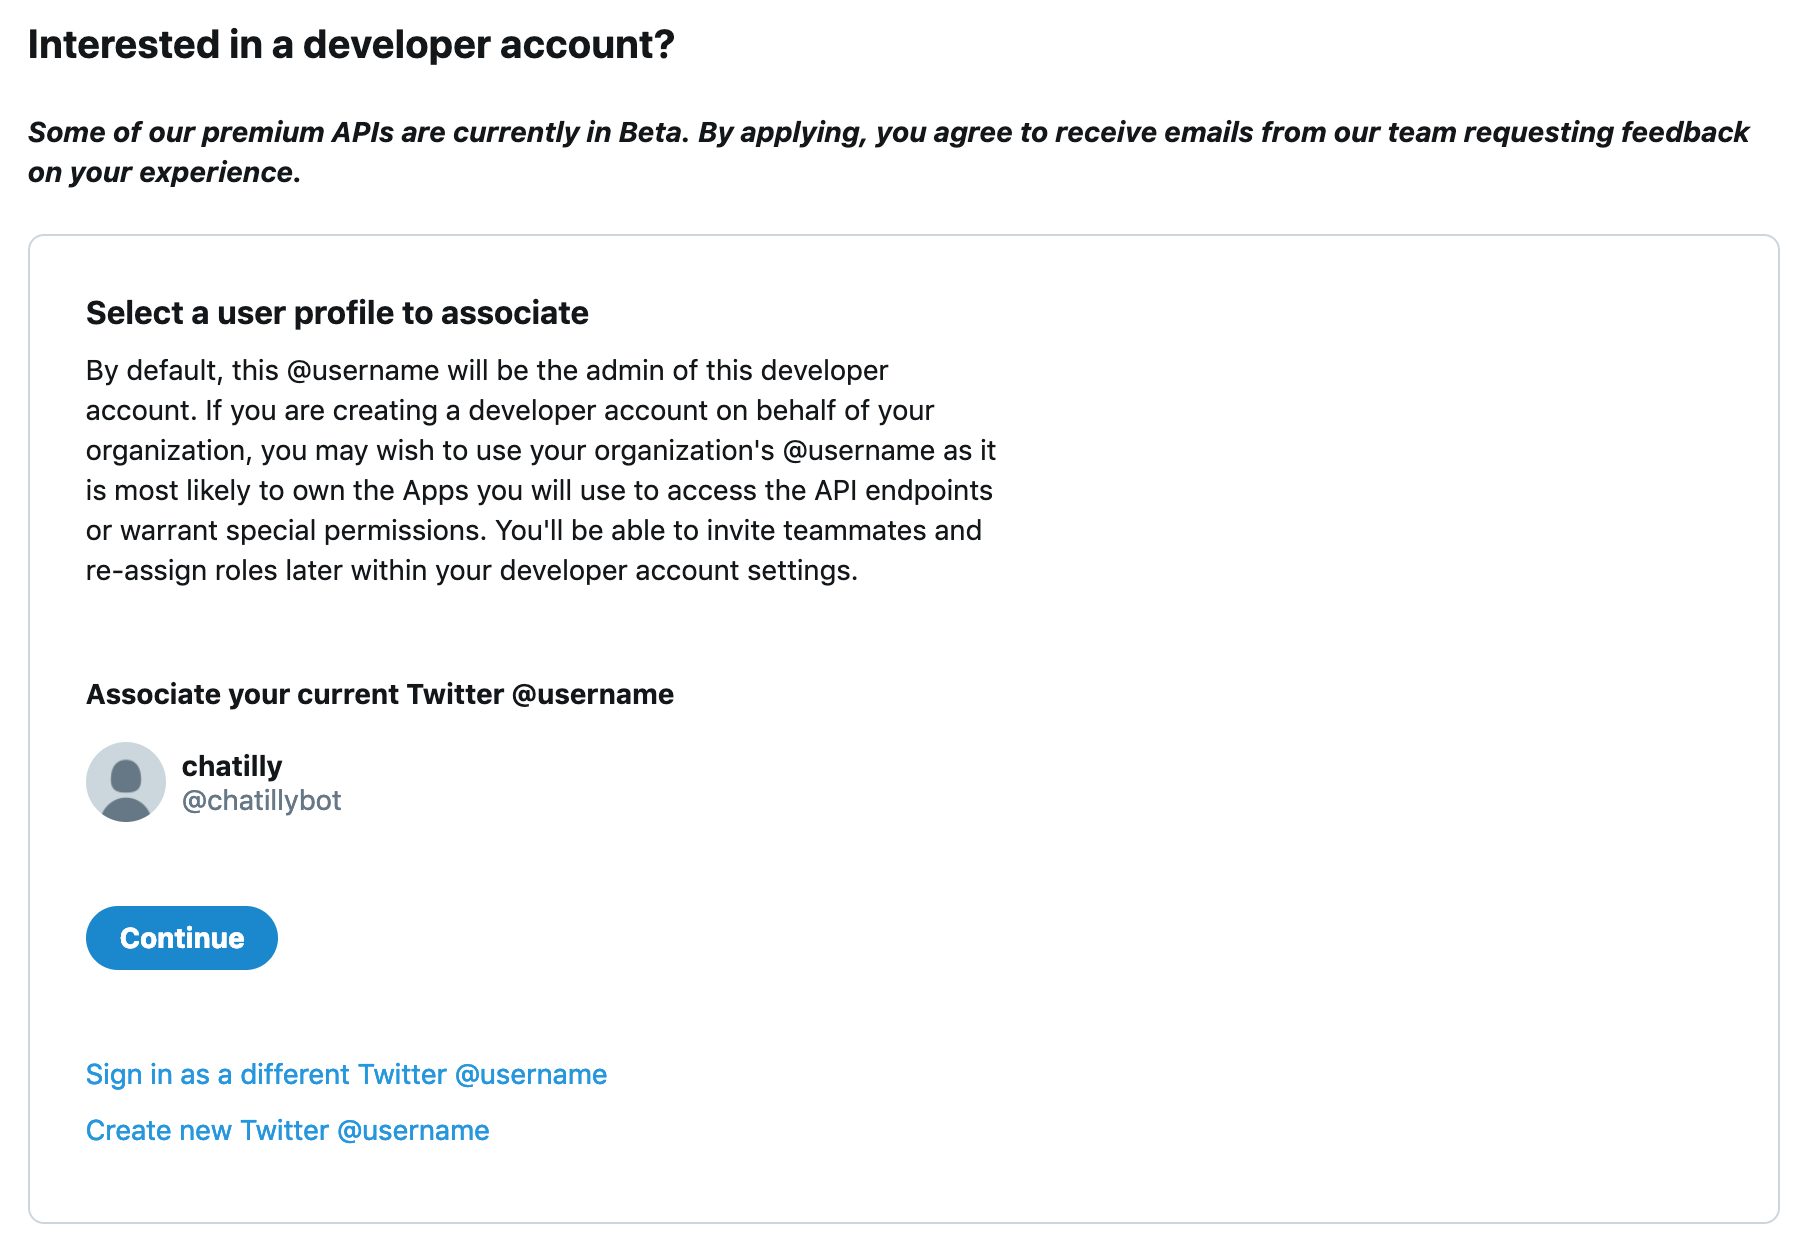 Interested in a developer account?
Some of our premium APIs are currently in Beta. By applying, you agree to receive emails from our team requesting feedback
on your experience.
Select a user profile to associate
By default, this @username will be the admin of this developer
account. If you are creating a developer account on behalf of your
organization, you may wish to use your organization's @username as it
is most likely to own the Apps you will use to access the API endpoints
or warrant special permissions. You'll be able to invite teammates and
re-assign roles later within your developer account settings.
Associate your current Twitter @username
chatilly
@chatillybot
Continue
Sign in as a different Twitter @username
Create new Twitter @username